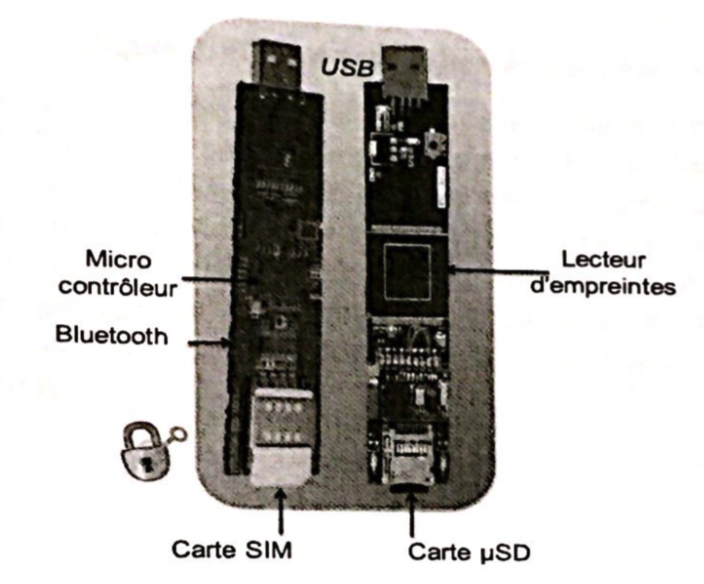 USB
Micro
contrôleur
Lecteur
d'empreintes
Bluetooth
Carte SIM
Carte µSD